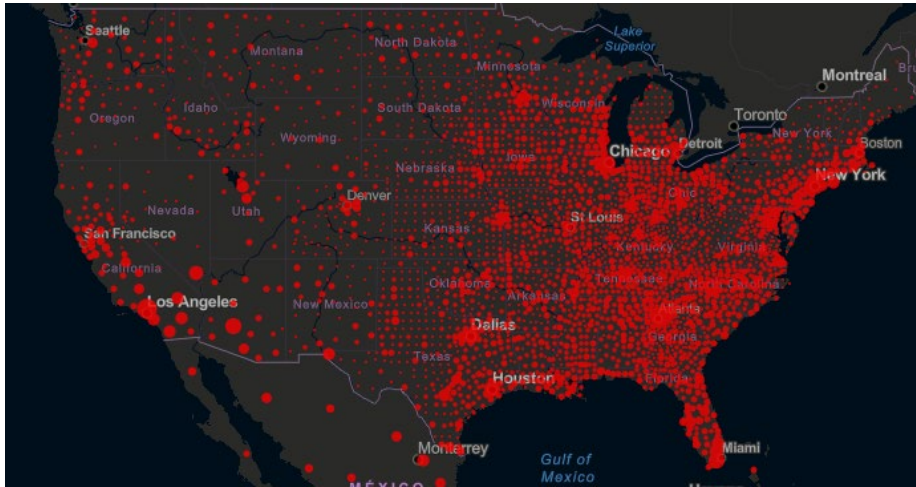 Seattle
Lake
Superior
Montana
North Dakota
Minnesota
Montreal
Oregon
Idaho
South Dakota
Wisconsin
Toronto
New York
Wyoming
Chicago
Detroit
Boston
Nebraska
Iowa
New York
Nevada
Utah
Denver
Ohio
St Louis
San Francisco
Kansas
Kentucky
Virginia
California
Los Angeles
New Mexico
Oklahoma
Arkansas
Tennessee
North Carolina
Dallas
Atlanta
Texas
Georgia
Houston
Florida
Monterrey
Gulf of
Mexico
Miami
MÉXICO